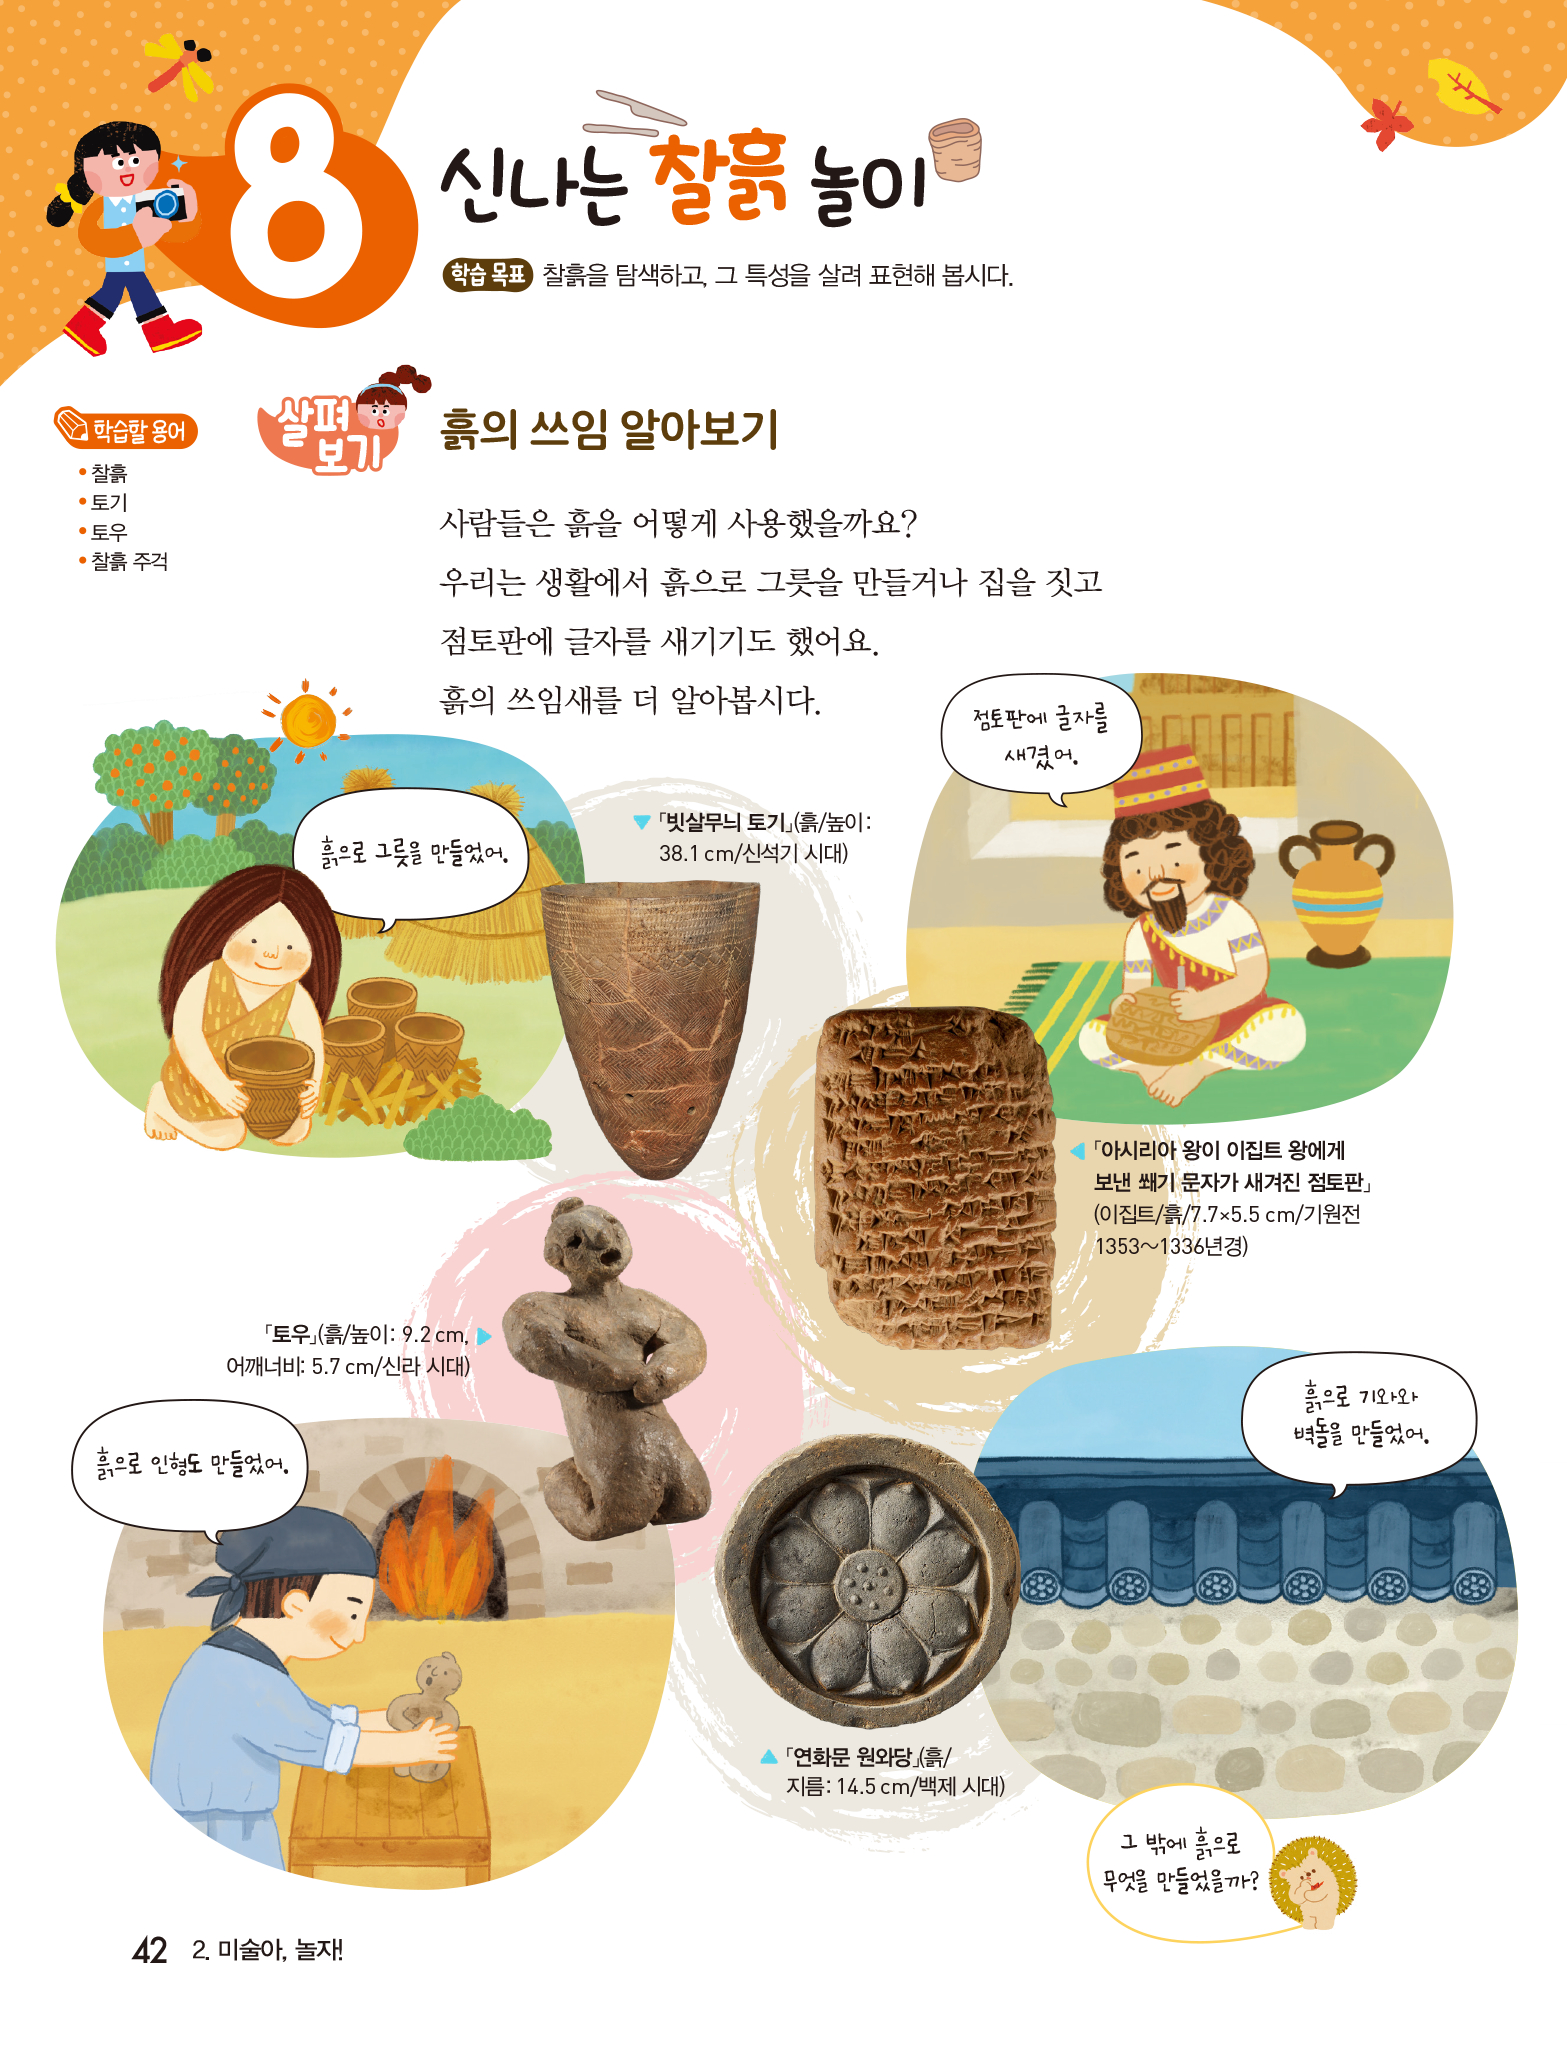 8
신나는 찰흙 놀이
학습 목표 찰흙을 탐색하고, 그 특성을 살려 표현해 봅시다.
학습할 용어
• 찰흙
• 토기
• 토우
• 찰흙 주걱
살펴
보기
흙의 쓰임 알아보기
사람들은 흙을 어떻게 사용했을까요?
우리는 생활에서 흙으로 그릇을 만들거나 집을 짓고
점토판에 글자를 새기기도 했어요.
흙의 쓰임새를 더 알아봅시다.
흙으로 그릇을 만들었어.
▼ 「빗살무늬 토기」(흙/높이:
38.1 cm/신석기 시대)
점토판에 글자를
새겼어.
◀ 「아시리아 왕이 이집트 왕에게
보낸 쐐기 문자가 새겨진 점토판」
(이집트/흙/7.7×5.5 cm/기원전
1353~1336년경)
「토우」(흙/높이: 9.2 cm, ▶
어깨너비: 5.7 cm/신라 시대)
흙으로 인형도 만들었어.
흙으로 기와와
벽돌을 만들었어.
▲ 「연화문 원와당」(흙/
지름: 14.5 cm/백제 시대)
그 밖에 흙으로
무엇을 만들었을까?
42 2. 미술아, 놀자!